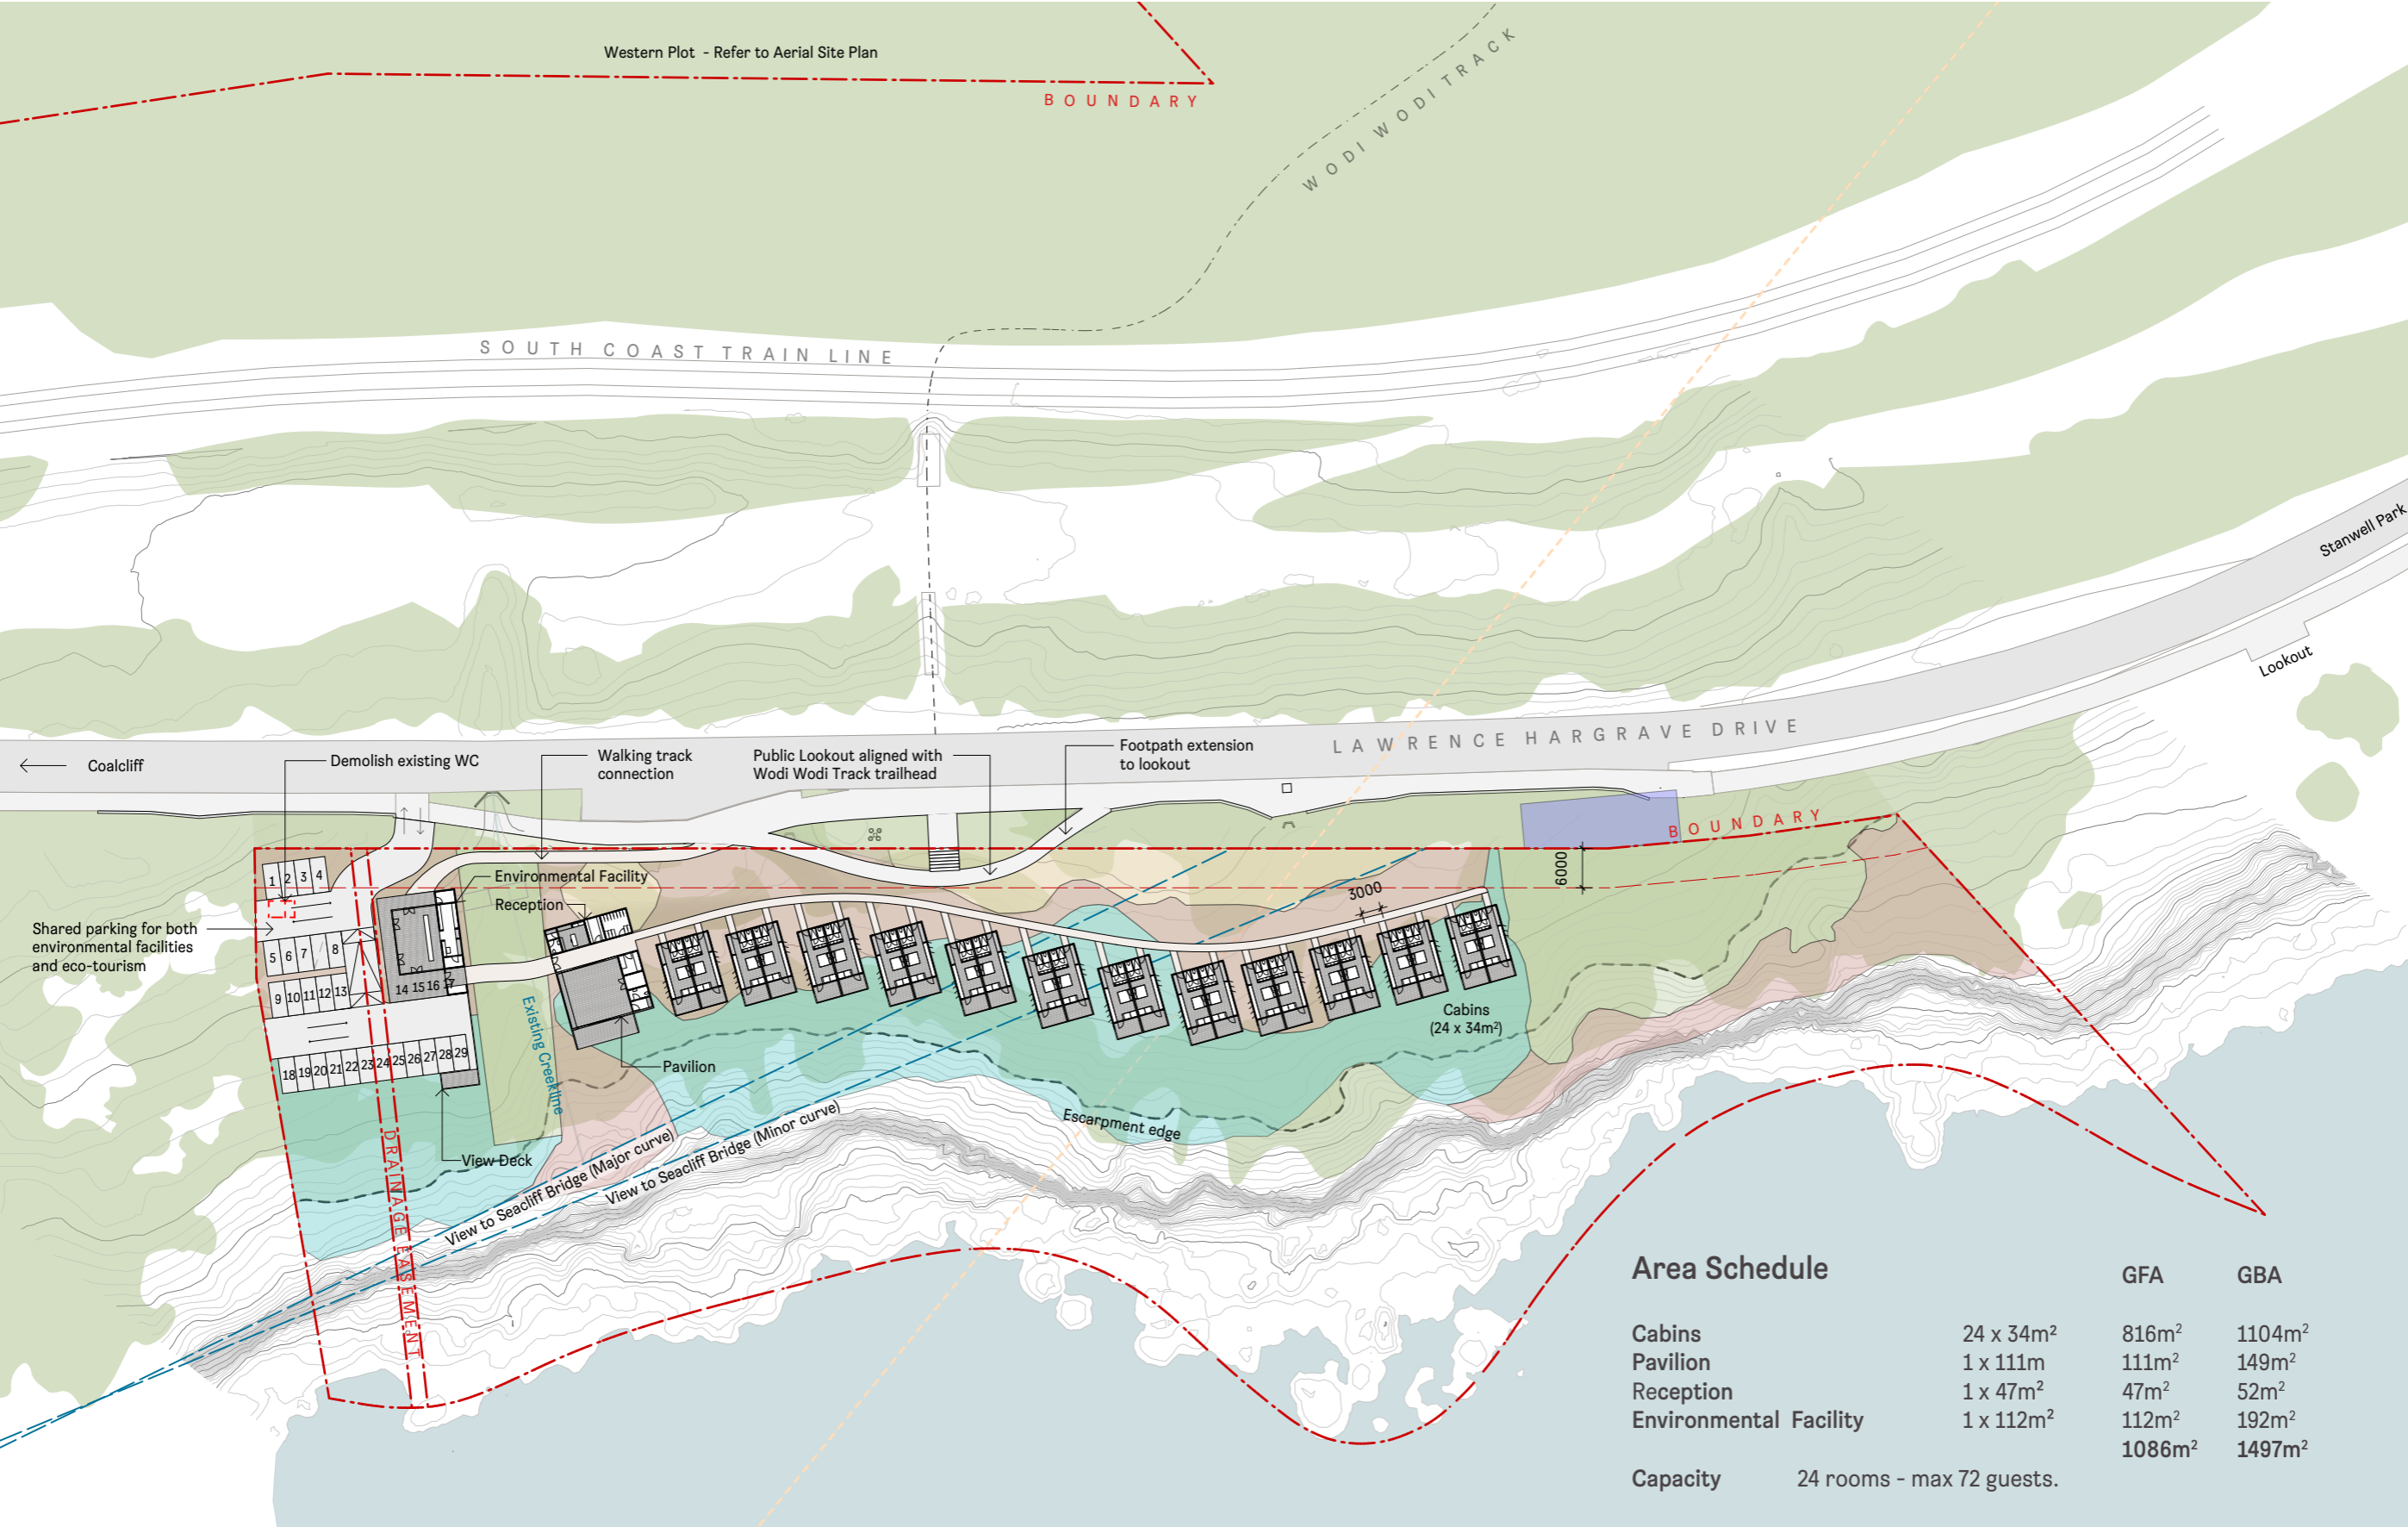 Western Plot - Refer to Aerial Site Plan
BOUNDARY
WODI WODI TRACK
SOUTH COAST TRAIN LINE
Stanwell Park
Lookout
LAWRENCE HARGRAVE DRIVE
Coalcliff
Demolish existing WC
Walking track
connection
Public Lookout aligned with
Wodi Wodi Track trailhead
Footpath extension
to lookout
BOUNDARY
6000
3000
Environmental Facility
Reception
Shared parking for both
environmental facilities
and eco-tourism
1 2 3 4
5 6 7 8
9 10 11 12 13
14 15 16 17
18 19 20 21 22 23 24 25 26 27 28 29
Existing Creekline
Cabins
(24 x 34m²)
Pavilion
Escarpment edge
View Deck
View to Seacliff Bridge (Major curve)
View to Seacliff Bridge (Minor curve)
DRAINAGE EASEMENT
Area Schedule GFA GBA
Cabins 24 x 34m² 816m² 1104m²
Pavilion 1 x 111m 111m² 149m²
Reception 1 x 47m² 47m² 52m²
Environmental Facility 1 x 112m² 112m² 192m²
1086m² 1497m²
Capacity 24 rooms - max 72 guests.